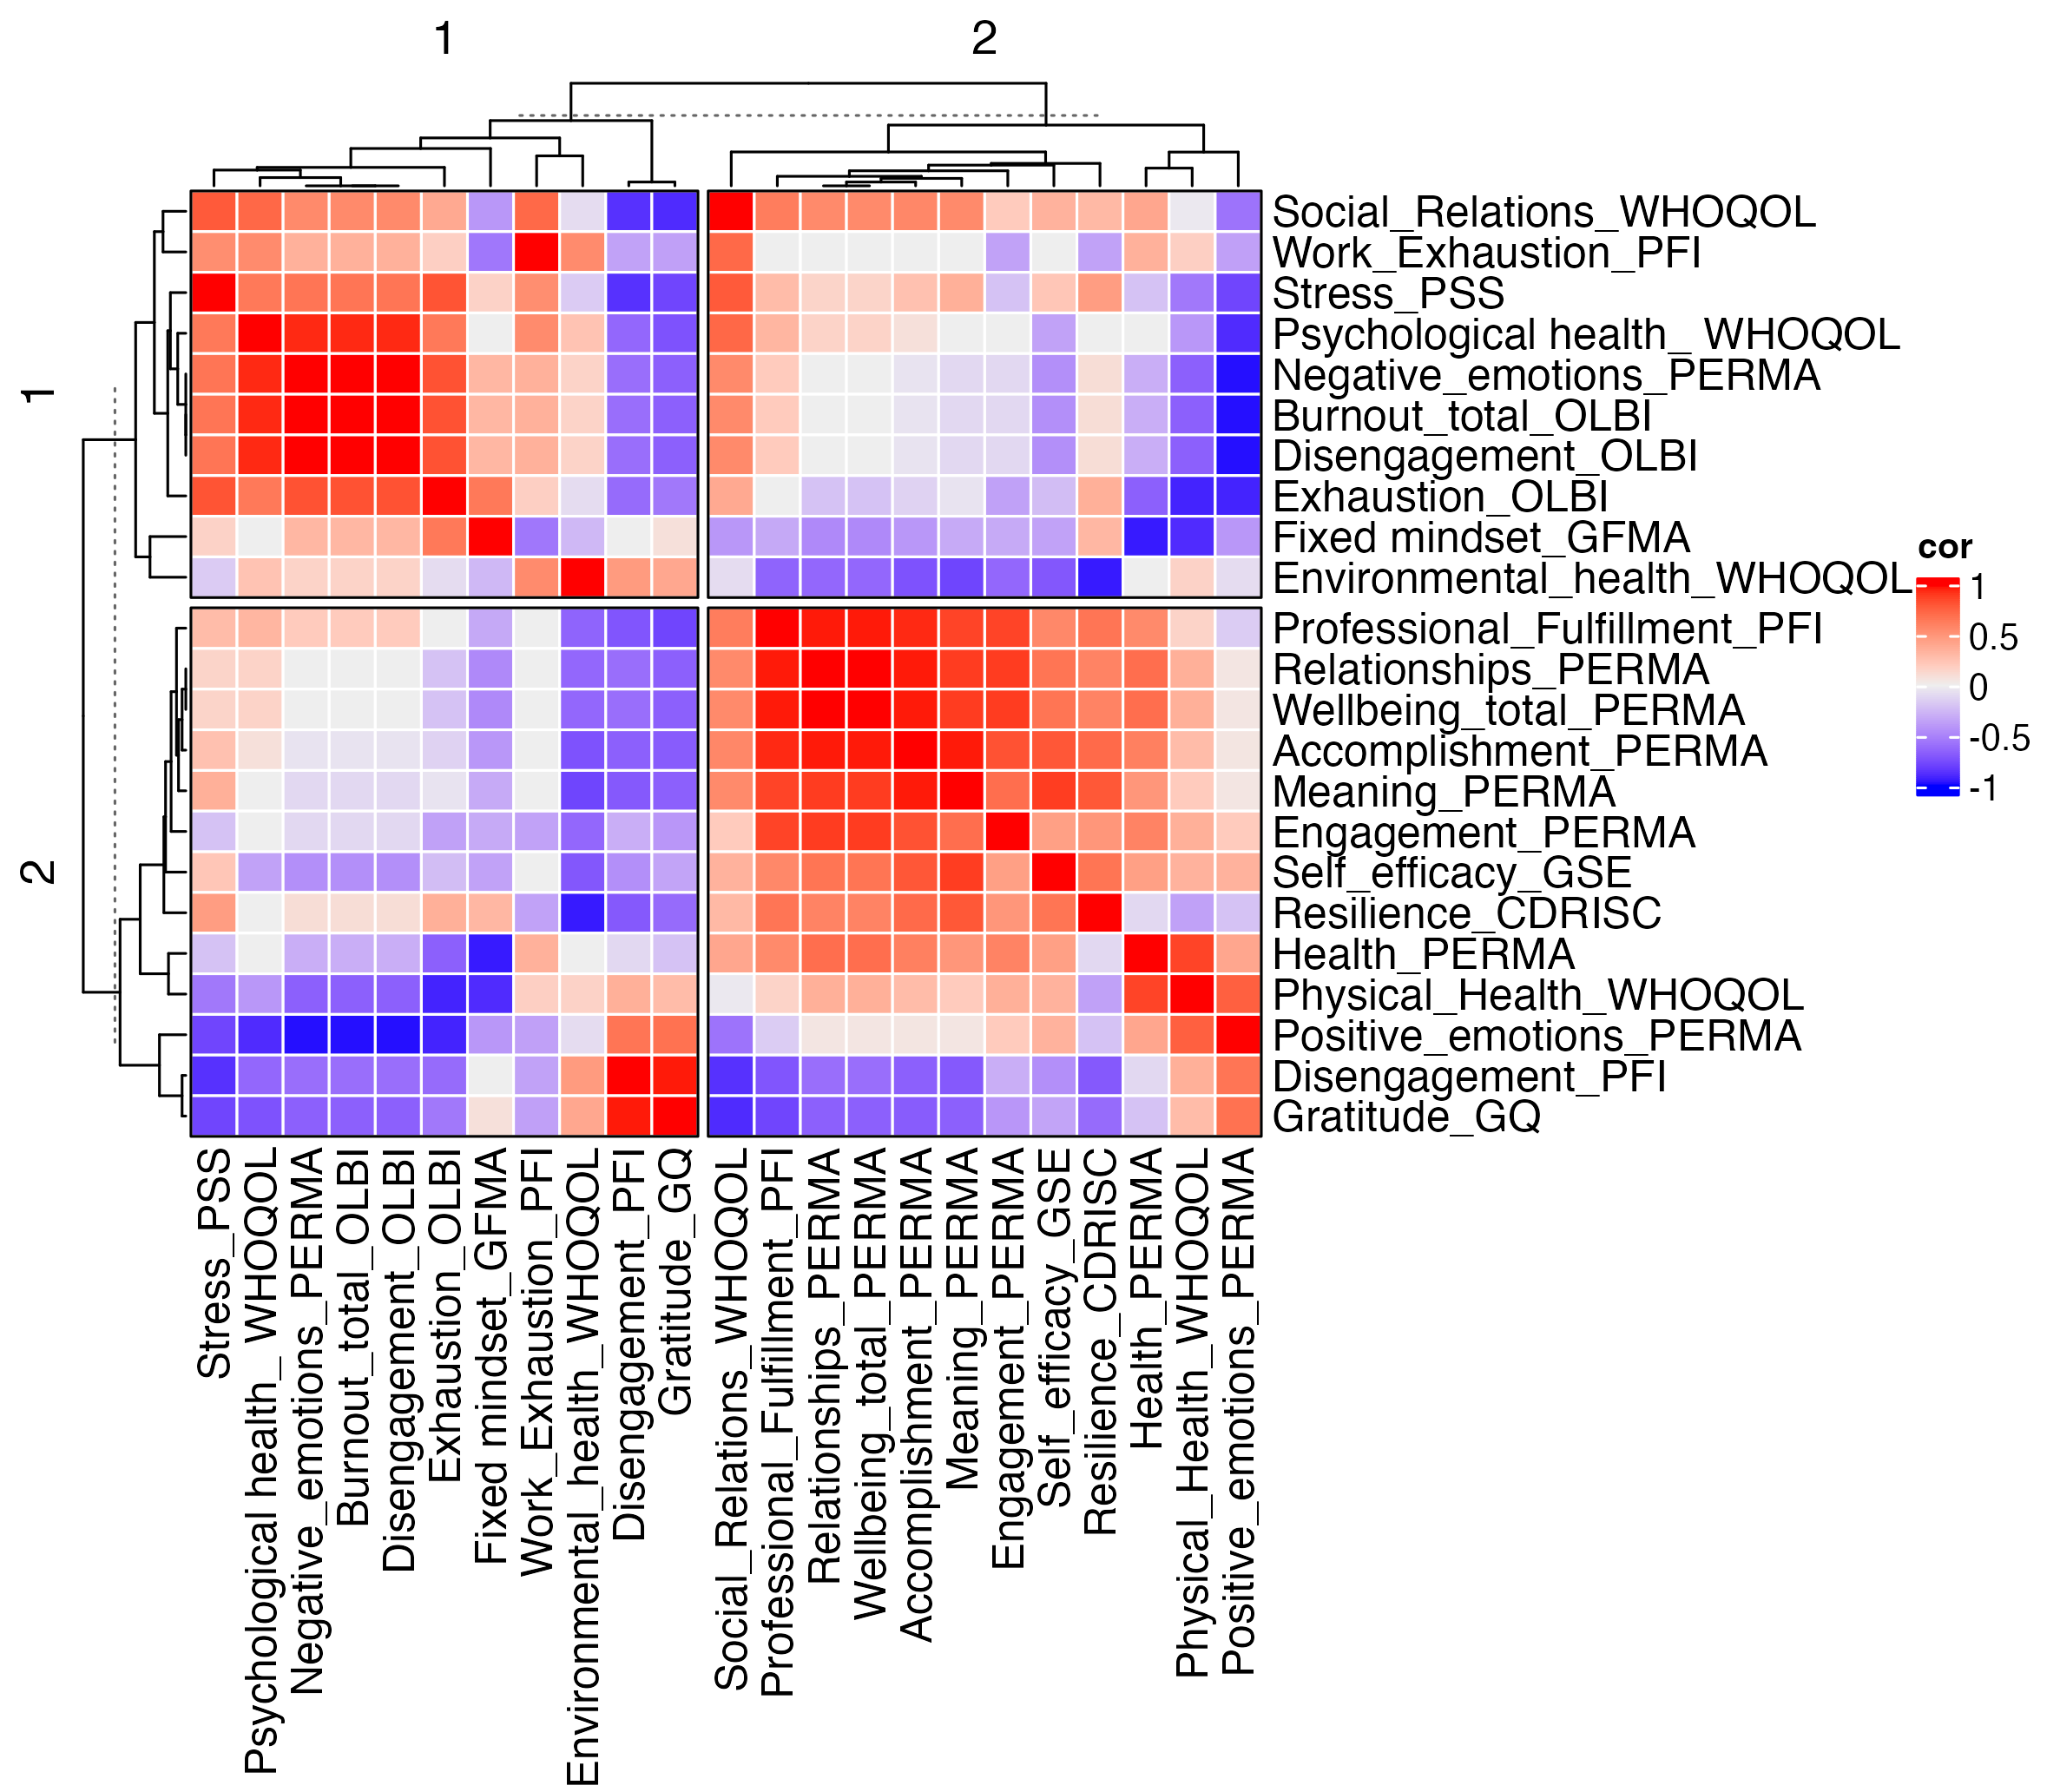 1
2
1
2
Social_Relations_WHOQOL
Work_Exhaustion_PFI
Stress_PSS
Psychological health_ WHOQOL
Negative_emotions_PERMA
Burnout_total_OLBI
Disengagement_OLBI
Exhaustion_OLBI
Fixed mindset_GFMA
Environmental_health_WHOQOL
Professional_Fulfillment_PFI
Relationships_PERMA
Wellbeing_total_PERMA
Accomplishment_PERMA
Meaning_PERMA
Engagement_PERMA
Self_efficacy_GSE
Resilience_CDRISC
Health_PERMA
Physical_Health_WHOQOL
Positive_emotions_PERMA
Disengagement_PFI
Gratitude_GQ
cor
1
0.5
0
-0.5
-1
Stress_PSS
Psychological health_ WHOQOL
Negative_emotions_PERMA
Burnout_total_OLBI
Disengagement_OLBI
Exhaustion_OLBI
Fixed mindset_GFMA
Work_Exhaustion_PFI
Environmental_health_WHOQOL
Disengagement_PFI
Gratitude_GQ
Social_Relations_WHOQOL
Professional_Fulfillment_PFI
Relationships_PERMA
Wellbeing_total_PERMA
Accomplishment_PERMA
Meaning_PERMA
Engagement_PERMA
Self_efficacy_GSE
Resilience_CDRISC
Health_PERMA
Physical_Health_WHOQOL
Positive_emotions_PERMA